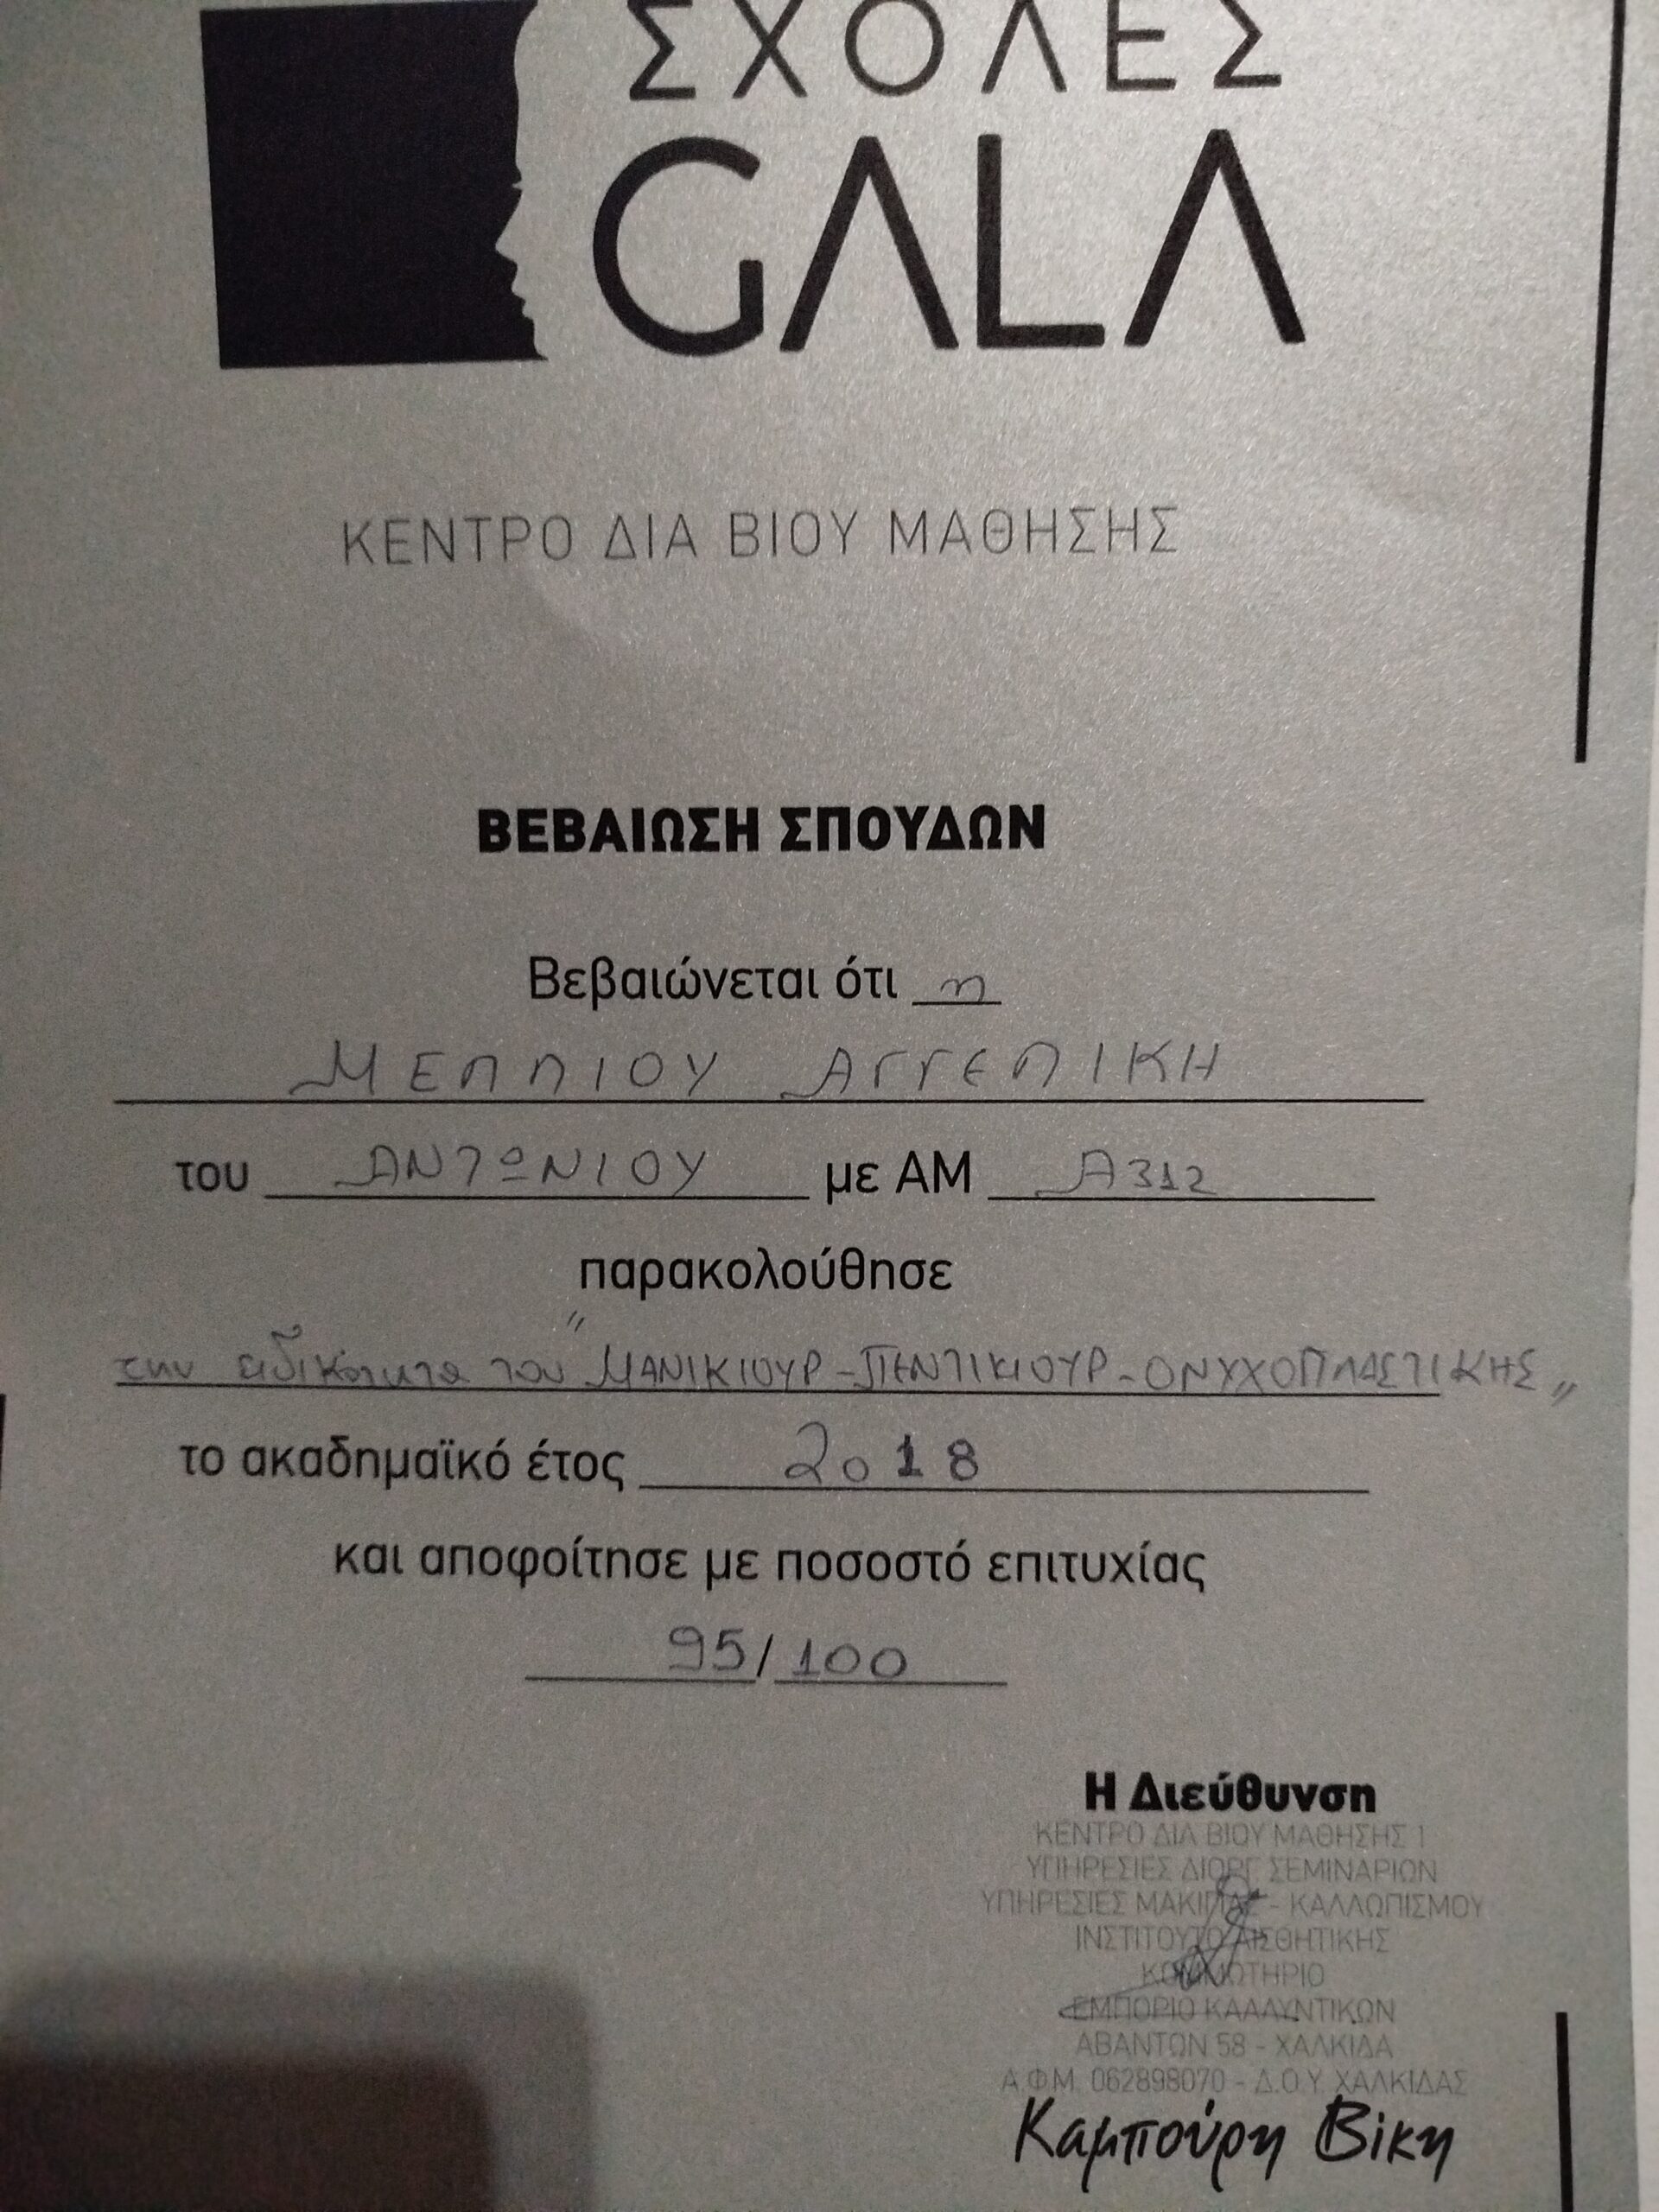 ΣΧΟΛΕΣ
GALA
ΚΕΝΤΡΟ ΔΙΑ ΒΙΟΥ ΜΑΘΗΣΗΣ
ΒΕΒΑΙΩΣΗ ΣΠΟΥΔΩΝ
Βεβαιώνεται ότι η
ΜΕΛΛΙΟΥ ΑΓΓΕΛΙΚΗ
του ΑΝΤΩΝΙΟΥ με ΑΜ Α312
παρακολούθησε
την ειδικότητα του "ΜΑΝΙΚΙΟΥΡ-ΠΕΝΤΙΚΙΟΥΡ-ΟΝΥΧΟΠΛΑΣΤΙΚΗΣ"
το ακαδημαϊκό έτος 2018
και αποφοίτησε με ποσοστό επιτυχίας
95/100
Η Διεύθυνση
ΚΕΝΤΡΟ ΔΙΑ ΒΙΟΥ ΜΑΘΗΣΗΣ 1
ΥΠΗΡΕΣΙΕΣ ΔΙΟΡΓ ΣΕΜΙΝΑΡΙΩΝ
ΥΠΗΡΕΣΙΕΣ ΜΑΚΙΓΙΑΖ - ΚΑΛΛΩΠΙΣΜΟΥ
ΙΝΣΤΙΤΟΥΤΟ ΑΙΣΘΗΤΙΚΗΣ
ΚΟΜΜΩΤΗΡΙΟ
ΕΜΠΟΡΙΟ ΚΑΛΛΥΝΤΙΚΩΝ
ΑΒΑΝΤΩΝ 58 - ΧΑΛΚΙΔΑ
Α.Φ.Μ. 062898070 - Δ.Ο.Υ. ΧΑΛΚΙΔΑΣ
Καμπούρη Βίκη